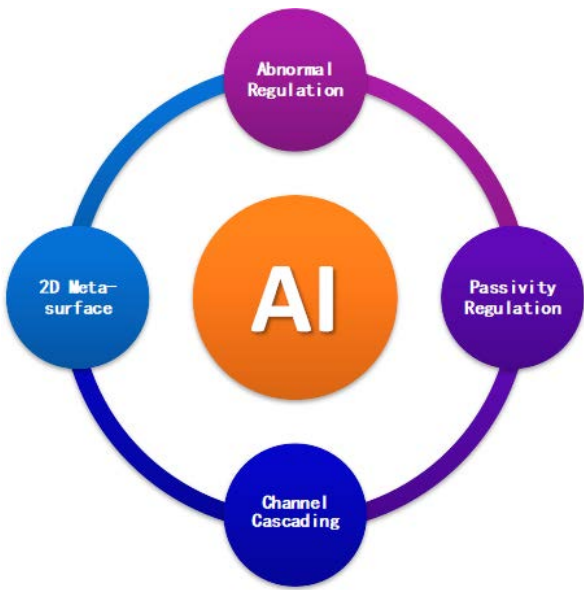 Abnormal
Regulation
2D Meta-
surface
AI
Passivity
Regulation
Channel
Cascading